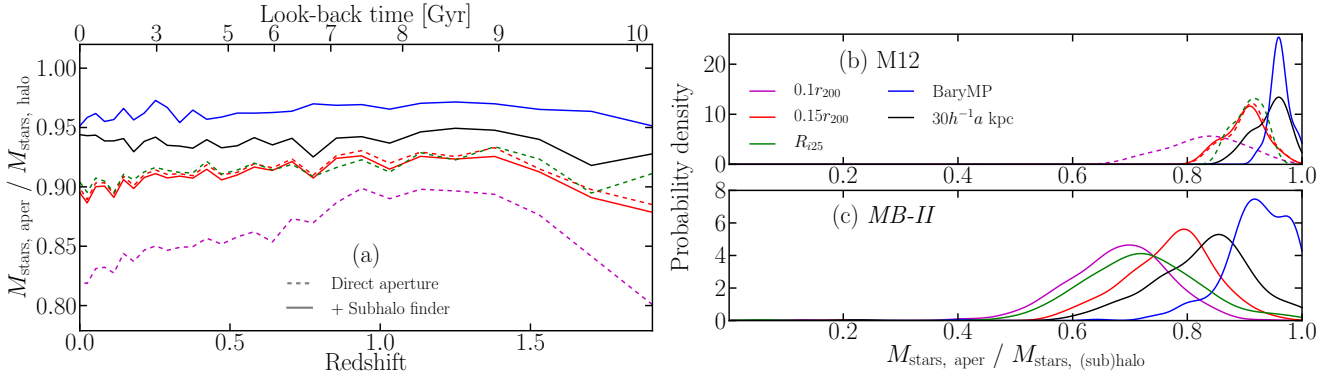 Look-back time [Gyr]
0 3 5 6 7 8 9 10
1.00
0.95
0.90
0.85
0.80
M_stars, aper / M_stars, halo
(a)
Direct aperture
+ Subhalo finder
0.0 0.5 1.0 1.5
Redshift
Probability density
20
10
0
(b) M12
0.1r_200
0.15r_200
R_i25
BaryMP
30h^−1a kpc
0.2 0.4 0.6 0.8 1.0
8
6
4
2
0
(c) MB-II
0.2 0.4 0.6 0.8 1.0
M_stars, aper / M_stars, (sub)halo